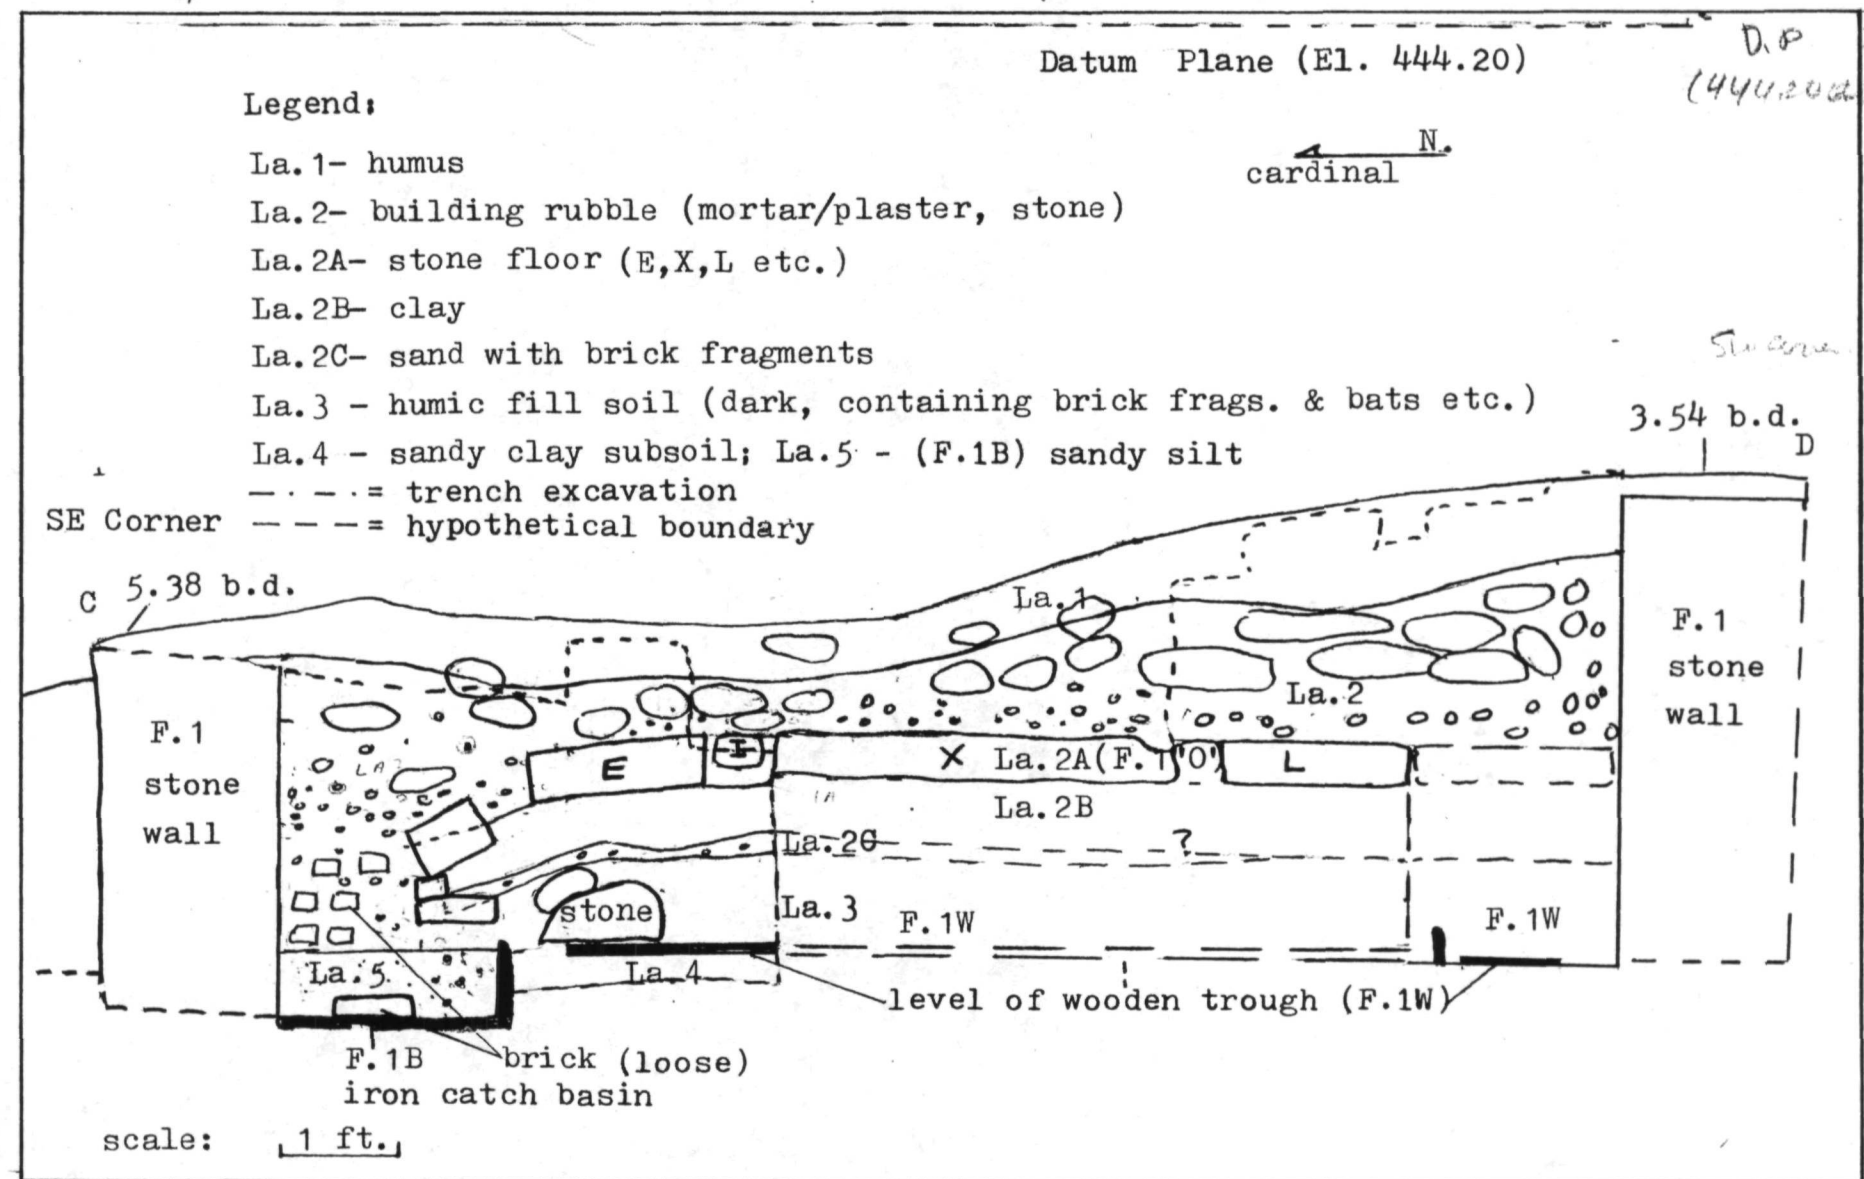 Datum Plane (El. 444.20)
D.P
Legend:
N.
cardinal
La.1- humus
La.2- building rubble (mortar/plaster, stone)
La.2A- stone floor (E,X,L etc.)
La.2B- clay
La.2C- sand with brick fragments
La.3 - humic fill soil (dark, containing brick frags. & bats etc.)
La.4 - sandy clay subsoil; La.5 - (F.1B) sandy silt
— · — · = trench excavation
— — — = hypothetical boundary
SE Corner
3.54 b.d.
D
C
5.38 b.d.
La.1
La.2
F.1
stone
wall
F.1
stone
wall
E
I
X
La.2A(F.1'O')
L
La.2B
La.2C
?
La.3
stone
F.1W
F.1W
La.5
La.4
level of wooden trough (F.1W)
F.1B
iron catch basin
brick (loose)
scale:
1 ft.